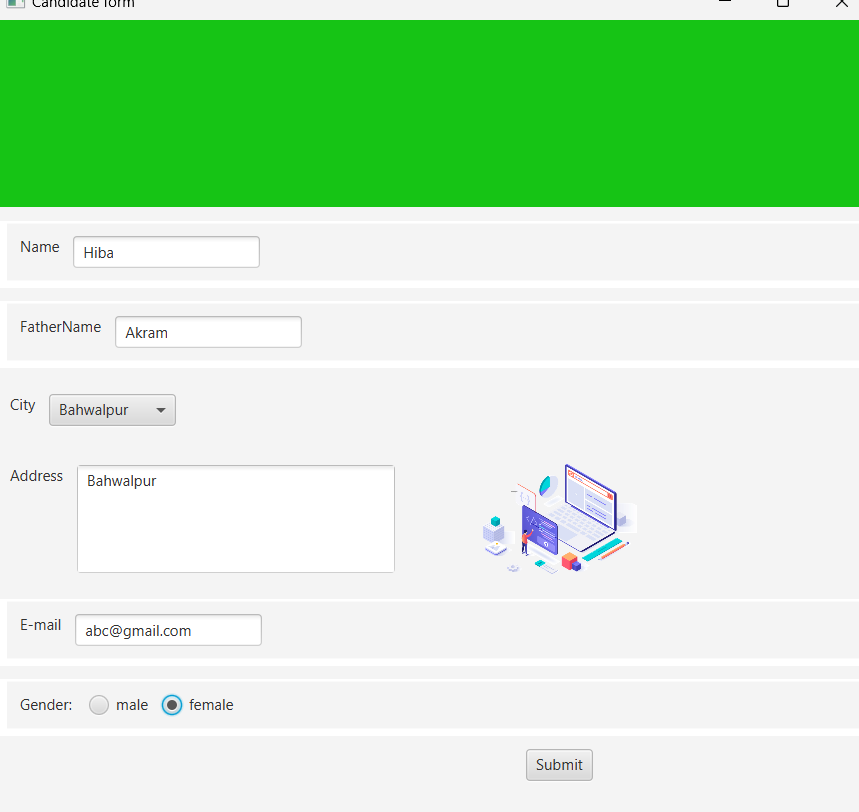 Candidate form
Name Hiba
FatherName Akram
City Bahwalpur
Address Bahwalpur
E-mail abc@gmail.com
Gender: male female
Submit